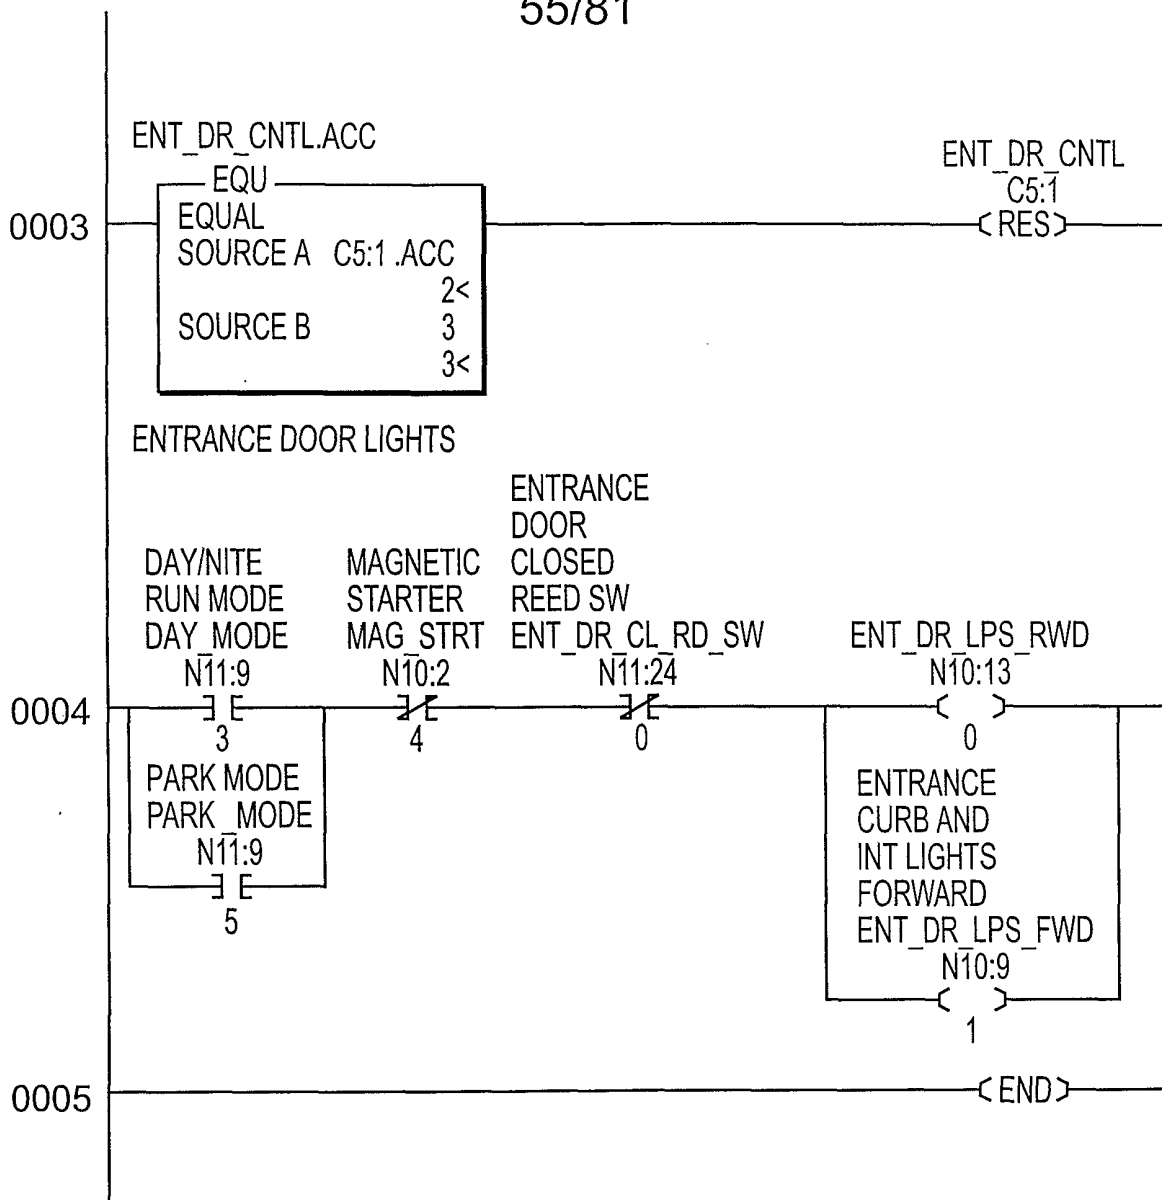 55/81
ENT_DR_CNTL.ACC
EQU
EQUAL
SOURCE A C5:1 .ACC
2<
SOURCE B 3
3<
0003
ENT_DR_CNTL
C5:1
RES
ENTRANCE DOOR LIGHTS
DAY/NITE
RUN MODE
DAY_MODE
N11:9
3
MAGNETIC
STARTER
MAG_STRT
N10:2
4
ENTRANCE
DOOR
CLOSED
REED SW
ENT_DR_CL_RD_SW
N11:24
0
ENT_DR_LPS_RWD
N10:13
0
0004
PARK MODE
PARK_MODE
N11:9
5
ENTRANCE
CURB AND
INT LIGHTS
FORWARD
ENT_DR_LPS_FWD
N10:9
1
0005
END